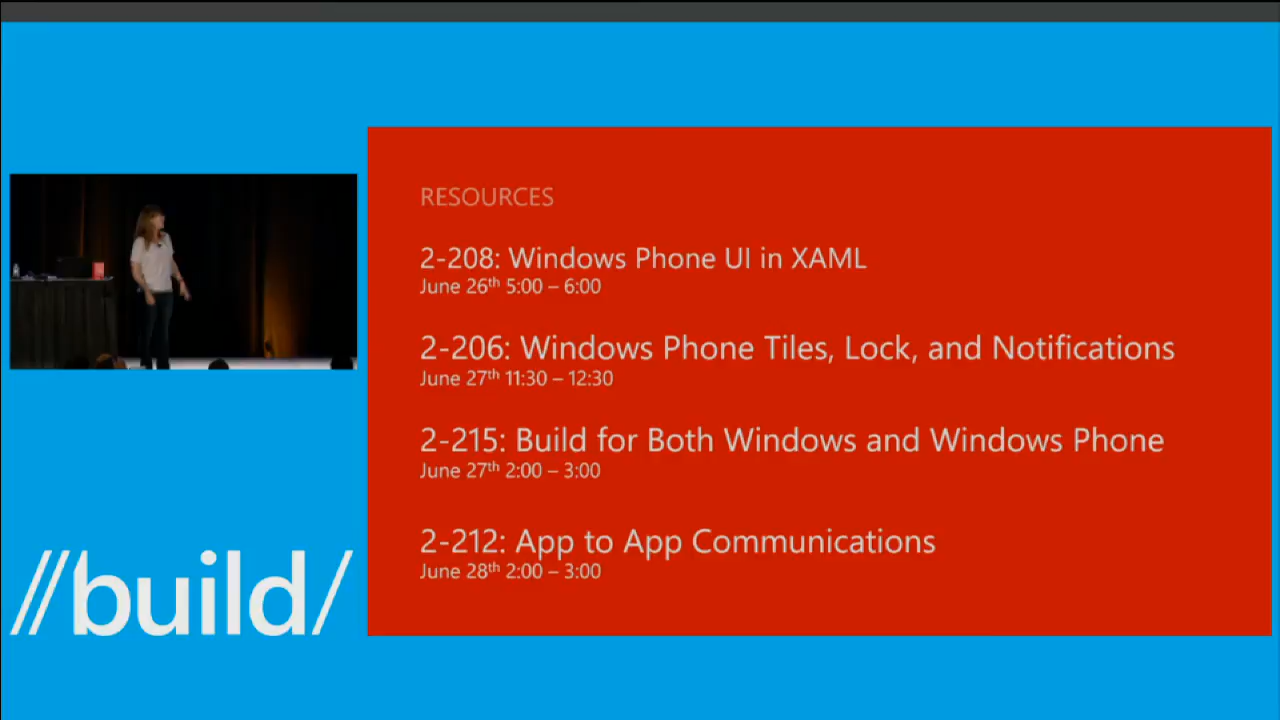 RESOURCES
2-208: Windows Phone UI in XAML
June 26th 5:00 – 6:00
2-206: Windows Phone Tiles, Lock, and Notifications
June 27th 11:30 – 12:30
2-215: Build for Both Windows and Windows Phone
June 27th 2:00 – 3:00
2-212: App to App Communications
June 28th 2:00 – 3:00
//build/